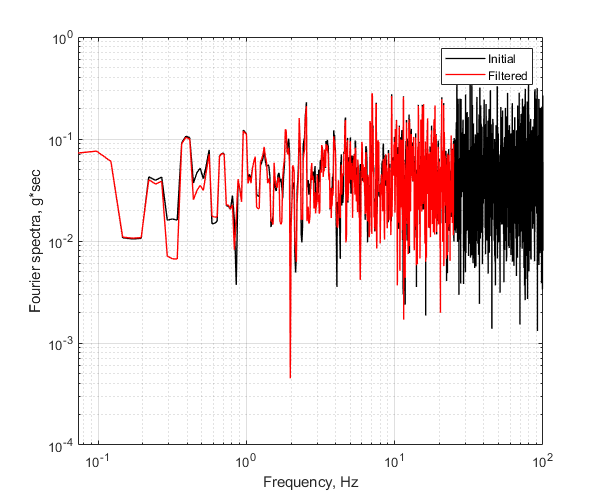 10^0
10^-1
10^-2
10^-3
10^-4
Fourier spectra, g*sec
Initial
Filtered
10^-1
10^0
10^1
10^2
Frequency, Hz